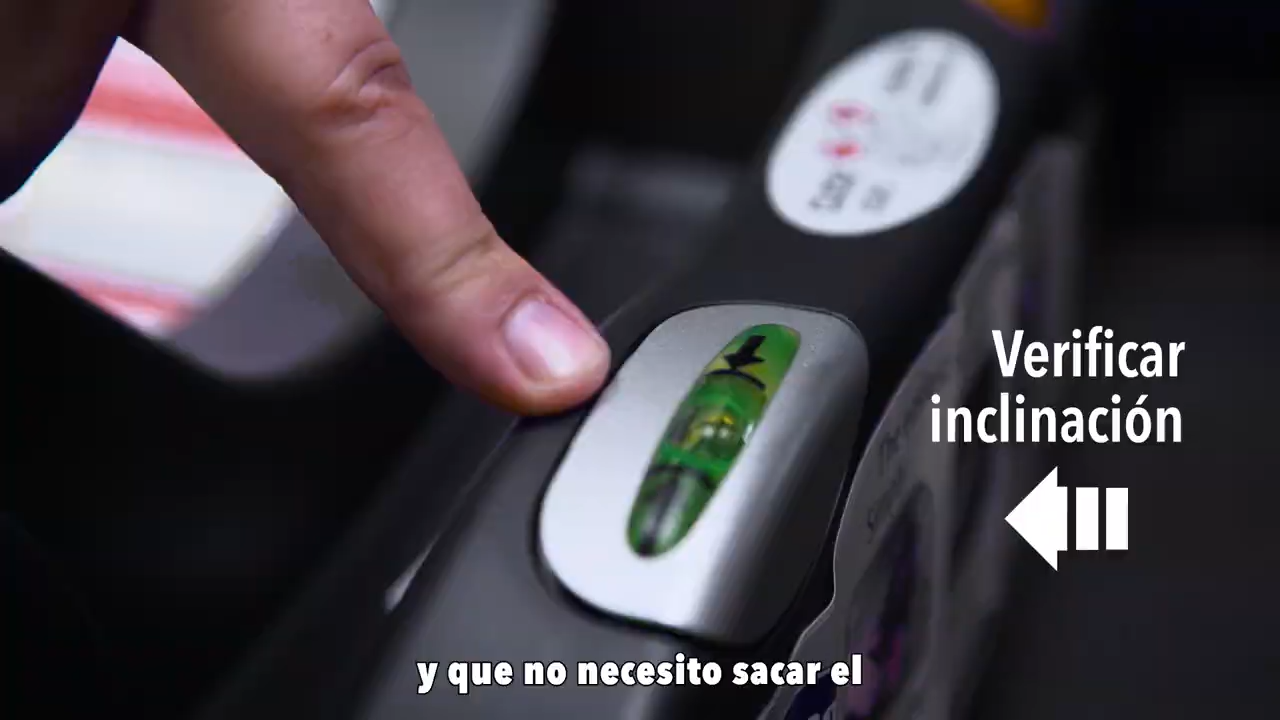 Verificar
inclinación
y que no necesito sacar el